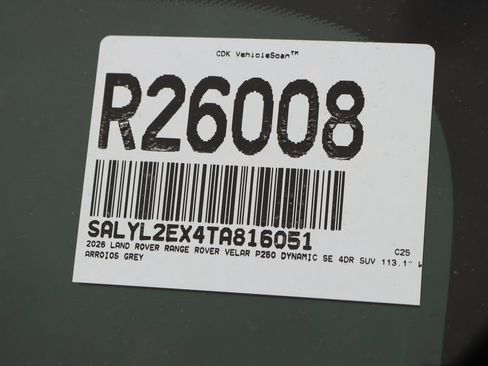 CDK VehicleScan™
R26008
SALYL2EX4TA816051
C25
2026 LAND ROVER RANGE ROVER VELAR P250 DYNAMIC SE 4DR SUV 113.1"
ARROIOS GREY